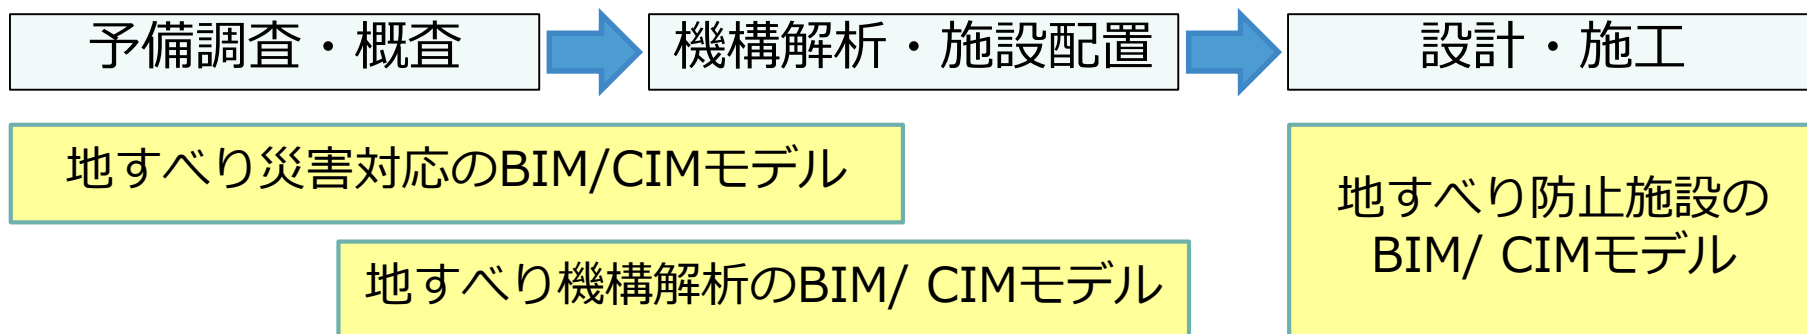 予備調査・概査
機構解析・施設配置
設計・施工
地すべり災害対応のBIM/CIMモデル
地すべり機構解析のBIM/ CIMモデル
地すべり防止施設の
BIM/ CIMモデル